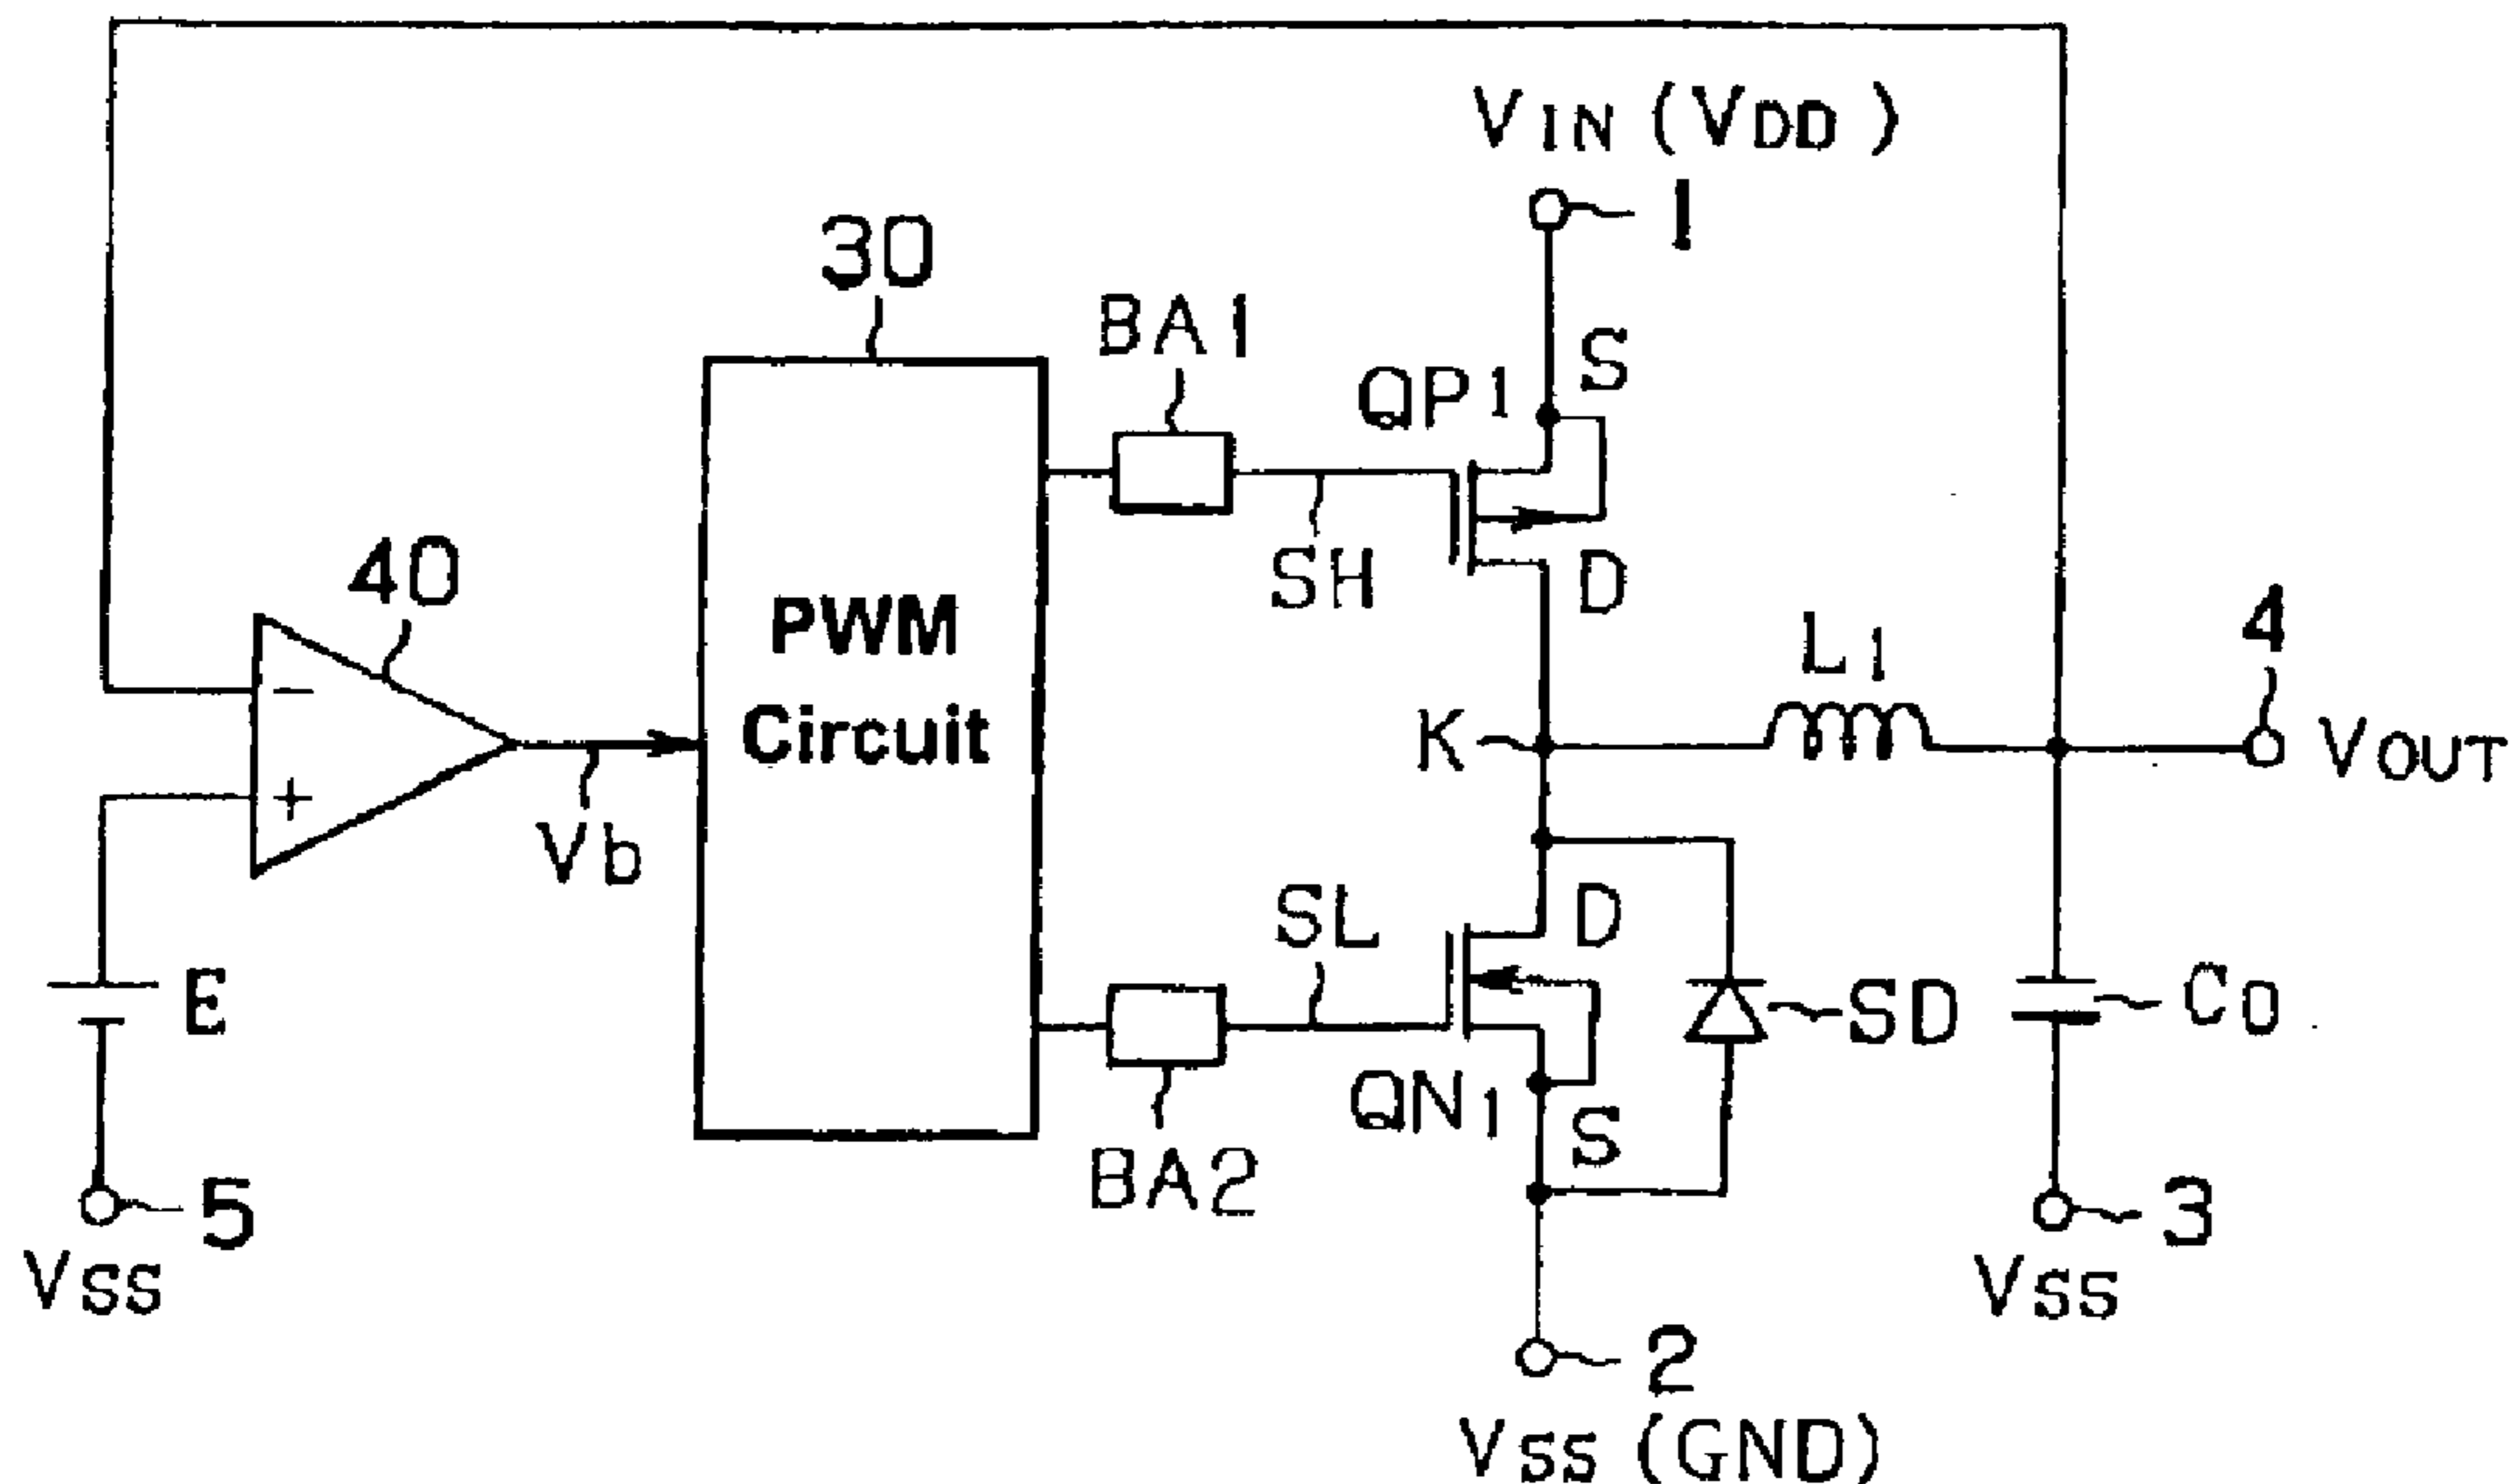 VIN (VDD)
1
30
BA1
S
QP1
SH
D
40
PWM
Circuit
L1
4
K
VOUT
Vb
−
+
SL
D
E
SD
CO
QN1
S
BA2
5
3
VSS
VSS
2
VSS (GND)